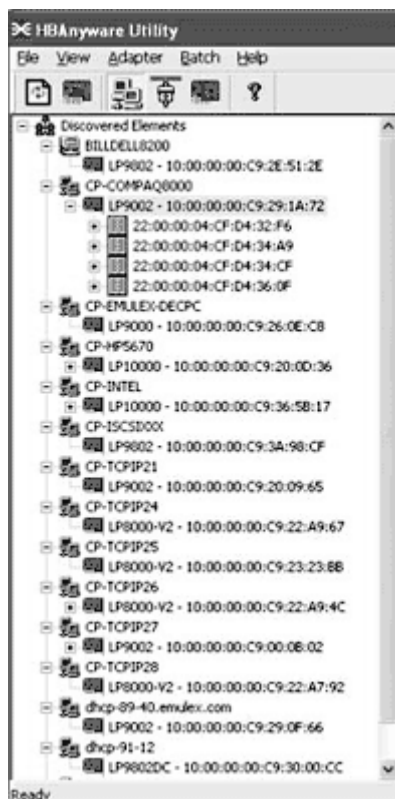 HBAnyware Utility
File View Adapter Batch Help
Discovered Elements
BILLDELL8200
LP9802 - 10:00:00:00:C9:2E:51:2E
CP-COMPAQ8000
LP9002 - 10:00:00:00:C9:29:1A:72
22:00:00:04:CF:D4:32:F6
22:00:00:04:CF:D4:34:A9
22:00:00:04:CF:D4:34:CF
22:00:00:04:CF:D4:36:0F
CP-EMULEX-DECPC
LP9000 - 10:00:00:00:C9:26:0E:C8
CP-HP5670
LP10000 - 10:00:00:00:C9:20:0D:36
CP-INTEL
LP10000 - 10:00:00:00:C9:36:5B:17
CP-ISCSIXXX
LP9802 - 10:00:00:00:C9:3A:98:CF
CP-TCPIP21
LP9002 - 10:00:00:00:C9:20:09:65
CP-TCPIP24
LP8000-V2 - 10:00:00:00:C9:22:A9:67
CP-TCPIP25
LP8000-V2 - 10:00:00:00:C9:23:23:BB
CP-TCPIP26
LP8000-V2 - 10:00:00:00:C9:22:A9:4C
CP-TCPIP27
LP9002 - 10:00:00:00:C9:00:0B:02
CP-TCPIP28
LP8000-V2 - 10:00:00:00:C9:22:A7:92
dhcp-89-40.emulex.com
LP9002 - 10:00:00:00:C9:29:0F:66
dhcp-91-12
LP9802DC - 10:00:00:00:C9:30:00:CC
Ready